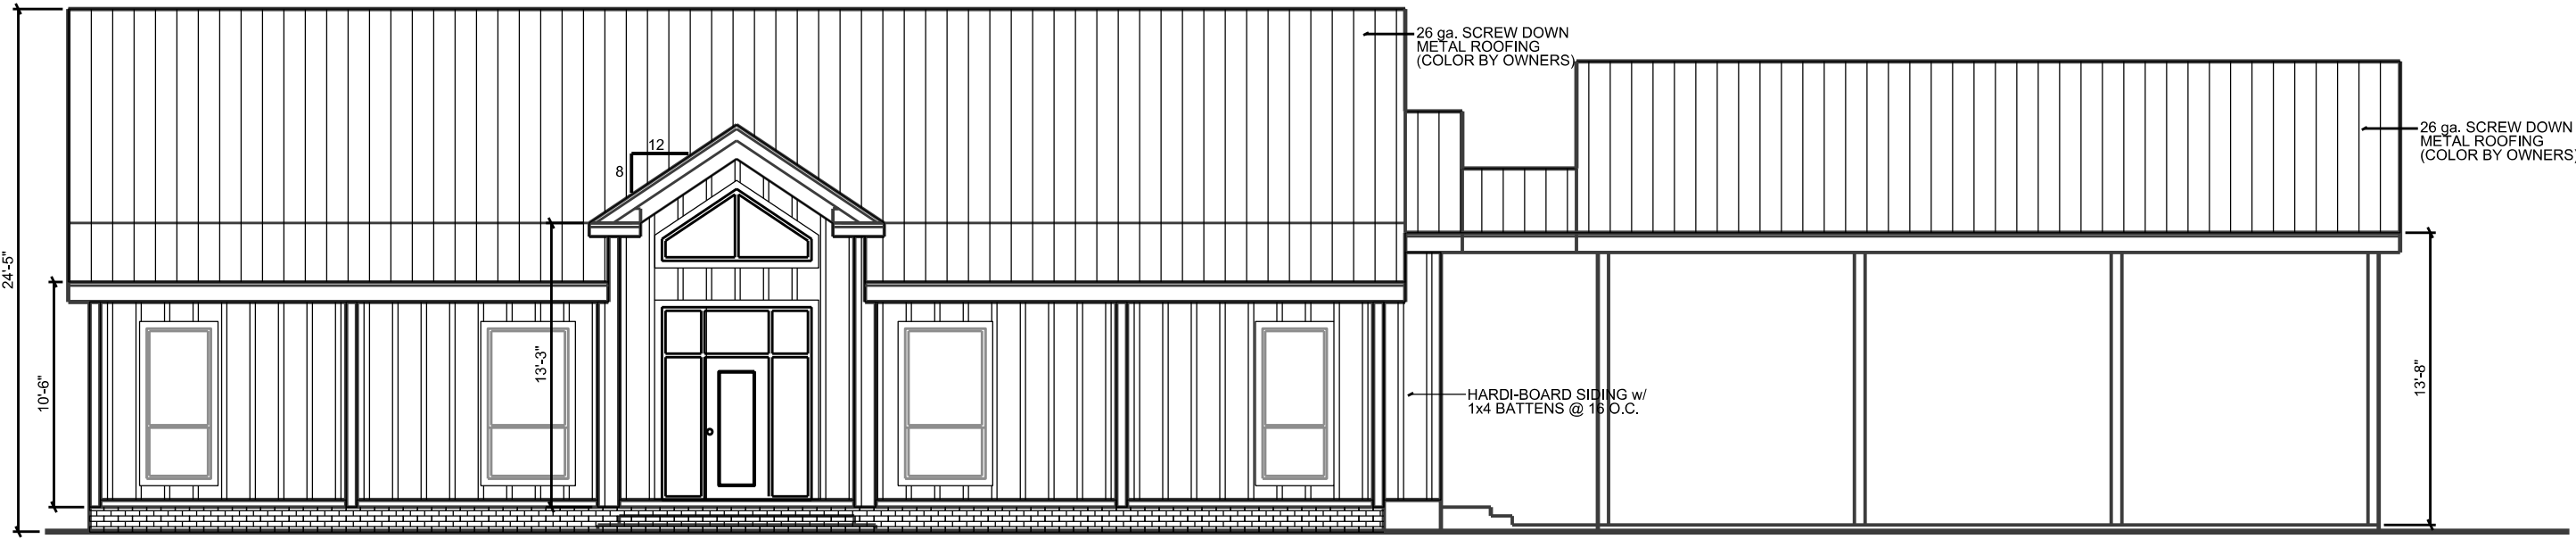 26 ga. SCREW DOWN
METAL ROOFING
(COLOR BY OWNERS)
26 ga. SCREW DOWN
METAL ROOFING
(COLOR BY OWNERS)
12
8
24'-5"
10'-6"
13'-3"
13'-8"
HARDI-BOARD SIDING w/
1x4 BATTENS @ 16 O.C.